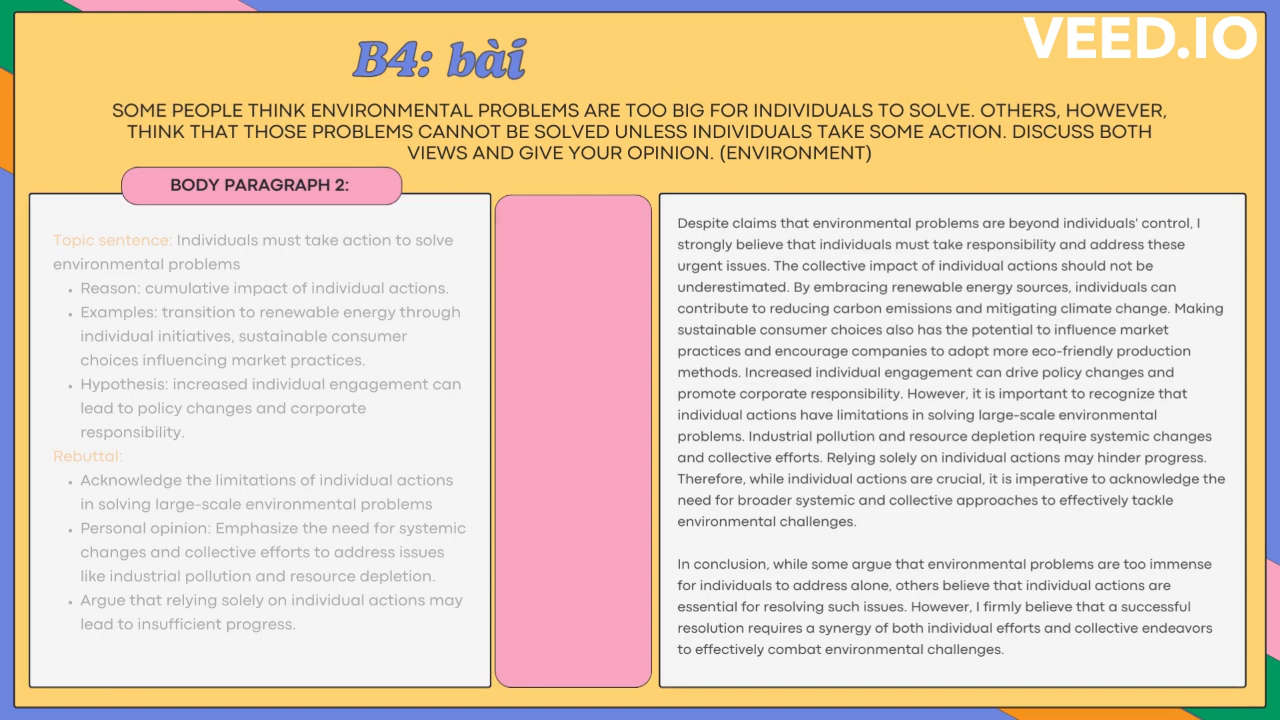 VEED.IO
B4: bài
SOME PEOPLE THINK ENVIRONMENTAL PROBLEMS ARE TOO BIG FOR INDIVIDUALS TO SOLVE. OTHERS, HOWEVER,
THINK THAT THOSE PROBLEMS CANNOT BE SOLVED UNLESS INDIVIDUALS TAKE SOME ACTION. DISCUSS BOTH
VIEWS AND GIVE YOUR OPINION. (ENVIRONMENT)
BODY PARAGRAPH 2:
Topic sentence: Individuals must take action to solve
environmental problems
• Reason: cumulative impact of individual actions.
• Examples: transition to renewable energy through
individual initiatives, sustainable consumer
choices influencing market practices.
• Hypothesis: increased individual engagement can
lead to policy changes and corporate
responsibility.
Rebuttal:
• Acknowledge the limitations of individual actions
in solving large-scale environmental problems
• Personal opinion: Emphasize the need for systemic
changes and collective efforts to address issues
like industrial pollution and resource depletion.
• Argue that relying solely on individual actions may
lead to insufficient progress.
Despite claims that environmental problems are beyond individuals' control, I
strongly believe that individuals must take responsibility and address these
urgent issues. The collective impact of individual actions should not be
underestimated. By embracing renewable energy sources, individuals can
contribute to reducing carbon emissions and mitigating climate change. Making
sustainable consumer choices also has the potential to influence market
practices and encourage companies to adopt more eco-friendly production
methods. Increased individual engagement can drive policy changes and
promote corporate responsibility. However, it is important to recognize that
individual actions have limitations in solving large-scale environmental
problems. Industrial pollution and resource depletion require systemic changes
and collective efforts. Relying solely on individual actions may hinder progress.
Therefore, while individual actions are crucial, it is imperative to acknowledge the
need for broader systemic and collective approaches to effectively tackle
environmental challenges.
In conclusion, while some argue that environmental problems are too immense
for individuals to address alone, others believe that individual actions are
essential for resolving such issues. However, I firmly believe that a successful
resolution requires a synergy of both individual efforts and collective endeavors
to effectively combat environmental challenges.